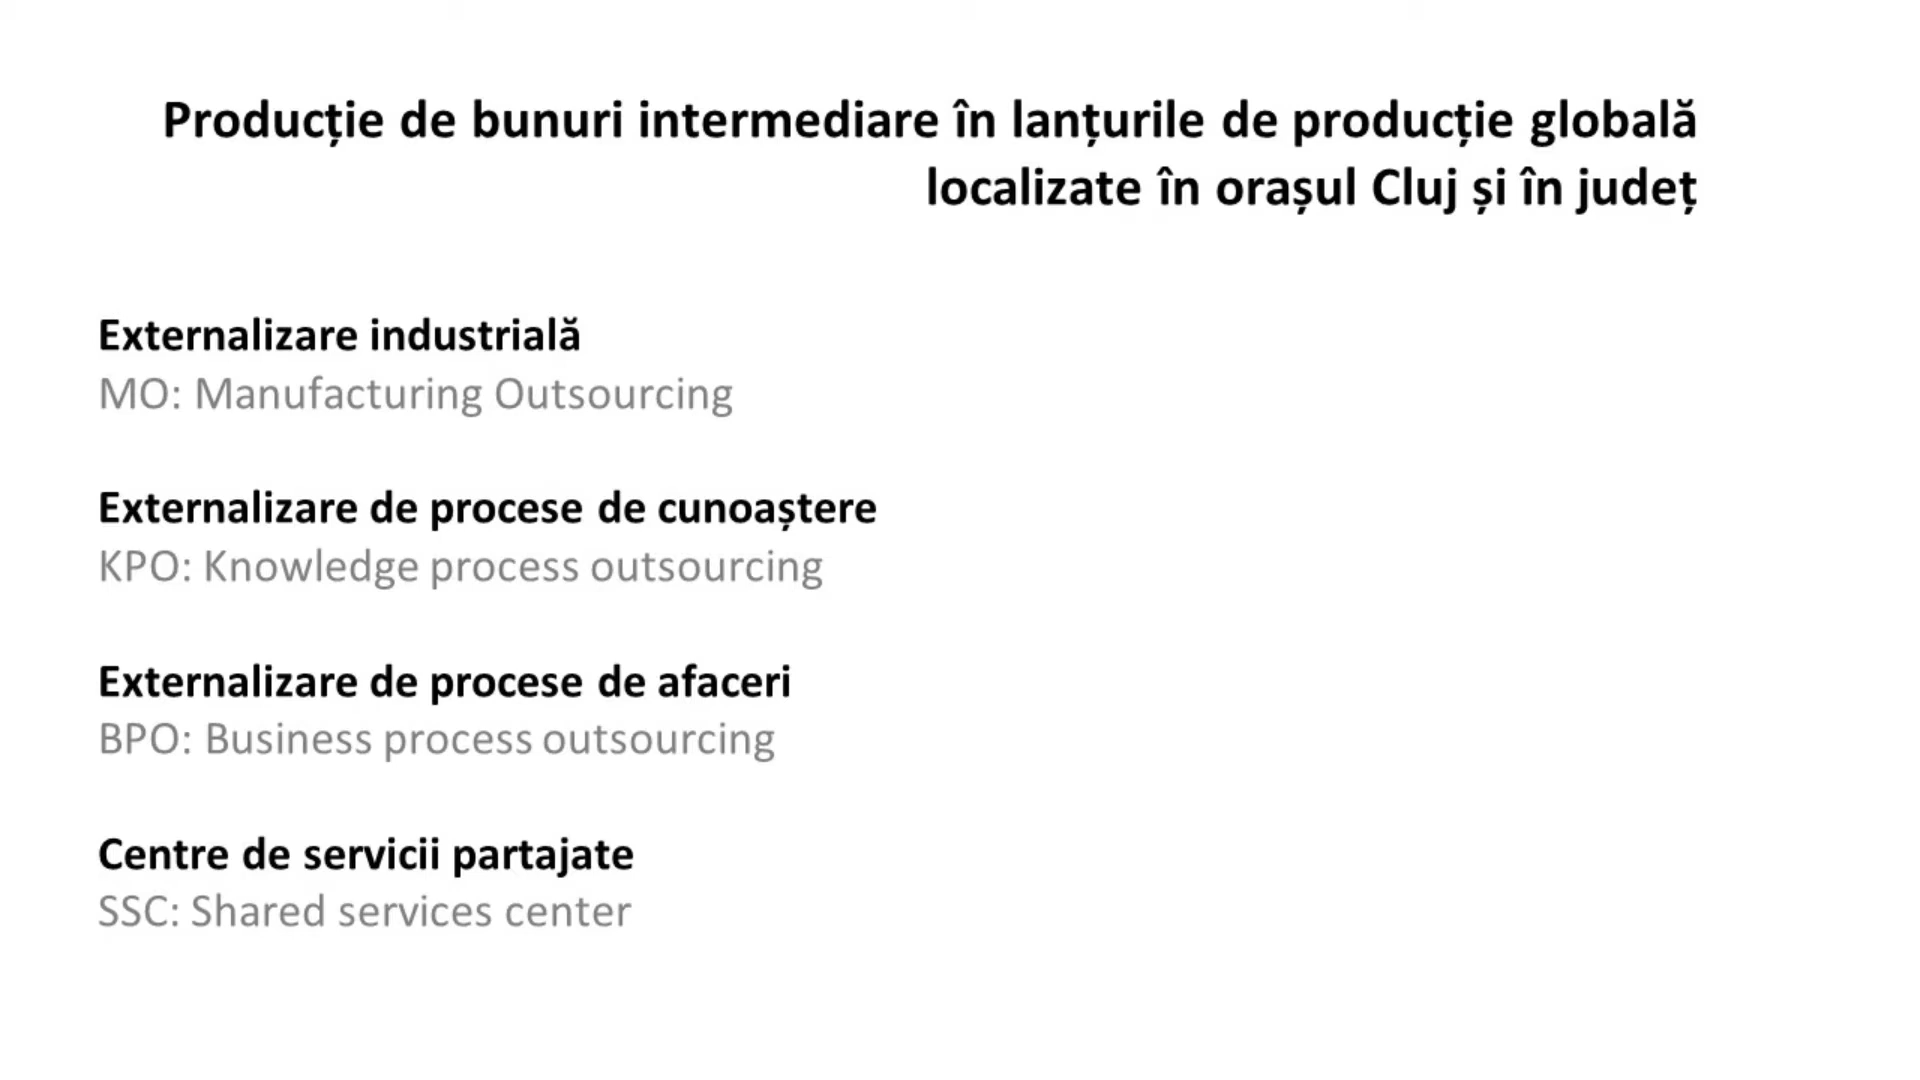 Producție de bunuri intermediare în lanțurile de producție globală
localizate în orașul Cluj și în județ
Externalizare industrială
MO: Manufacturing Outsourcing
Externalizare de procese de cunoaștere
KPO: Knowledge process outsourcing
Externalizare de procese de afaceri
BPO: Business process outsourcing
Centre de servicii partajate
SSC: Shared services center